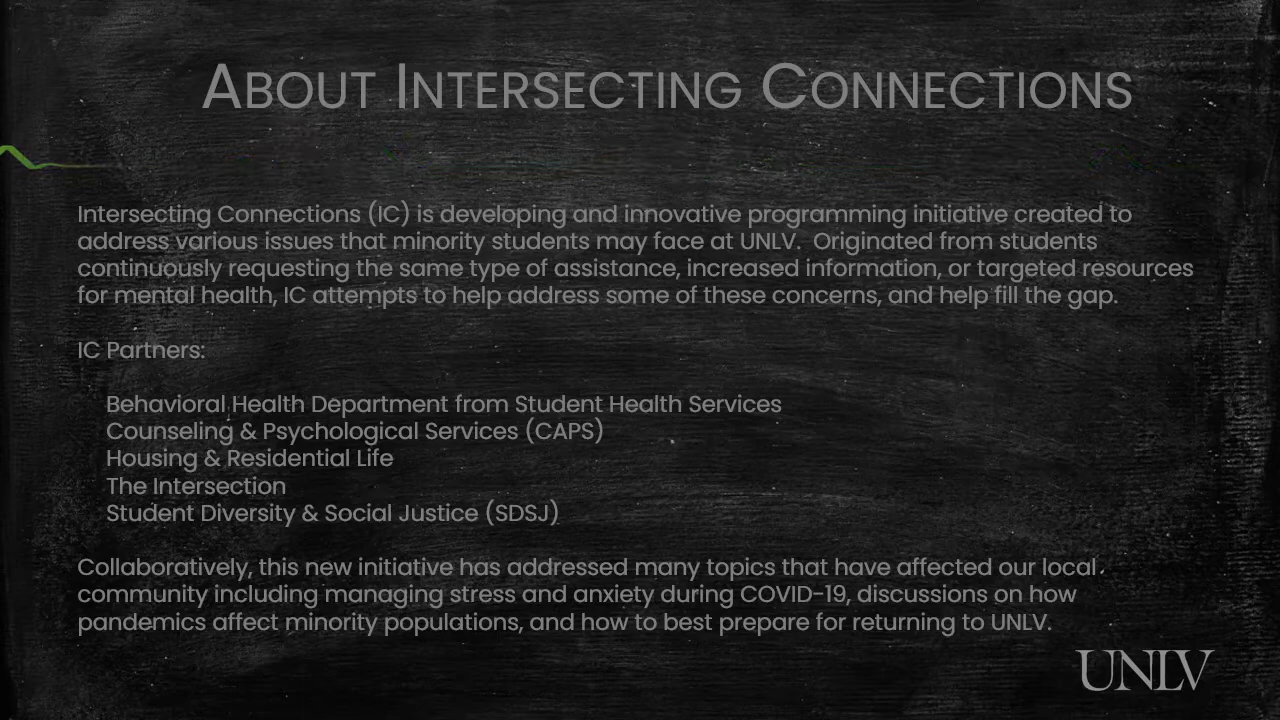 About Intersecting Connections
Intersecting Connections (IC) is developing and innovative programming initiative created to
address various issues that minority students may face at UNLV.  Originated from students
continuously requesting the same type of assistance, increased information, or targeted resources
for mental health, IC attempts to help address some of these concerns, and help fill the gap.
IC Partners:
Behavioral Health Department from Student Health Services
Counseling & Psychological Services (CAPS)
Housing & Residential Life
The Intersection
Student Diversity & Social Justice (SDSJ)
Collaboratively, this new initiative has addressed many topics that have affected our local
community including managing stress and anxiety during COVID-19, discussions on how
pandemics affect minority populations, and how to best prepare for returning to UNLV.
UNLV